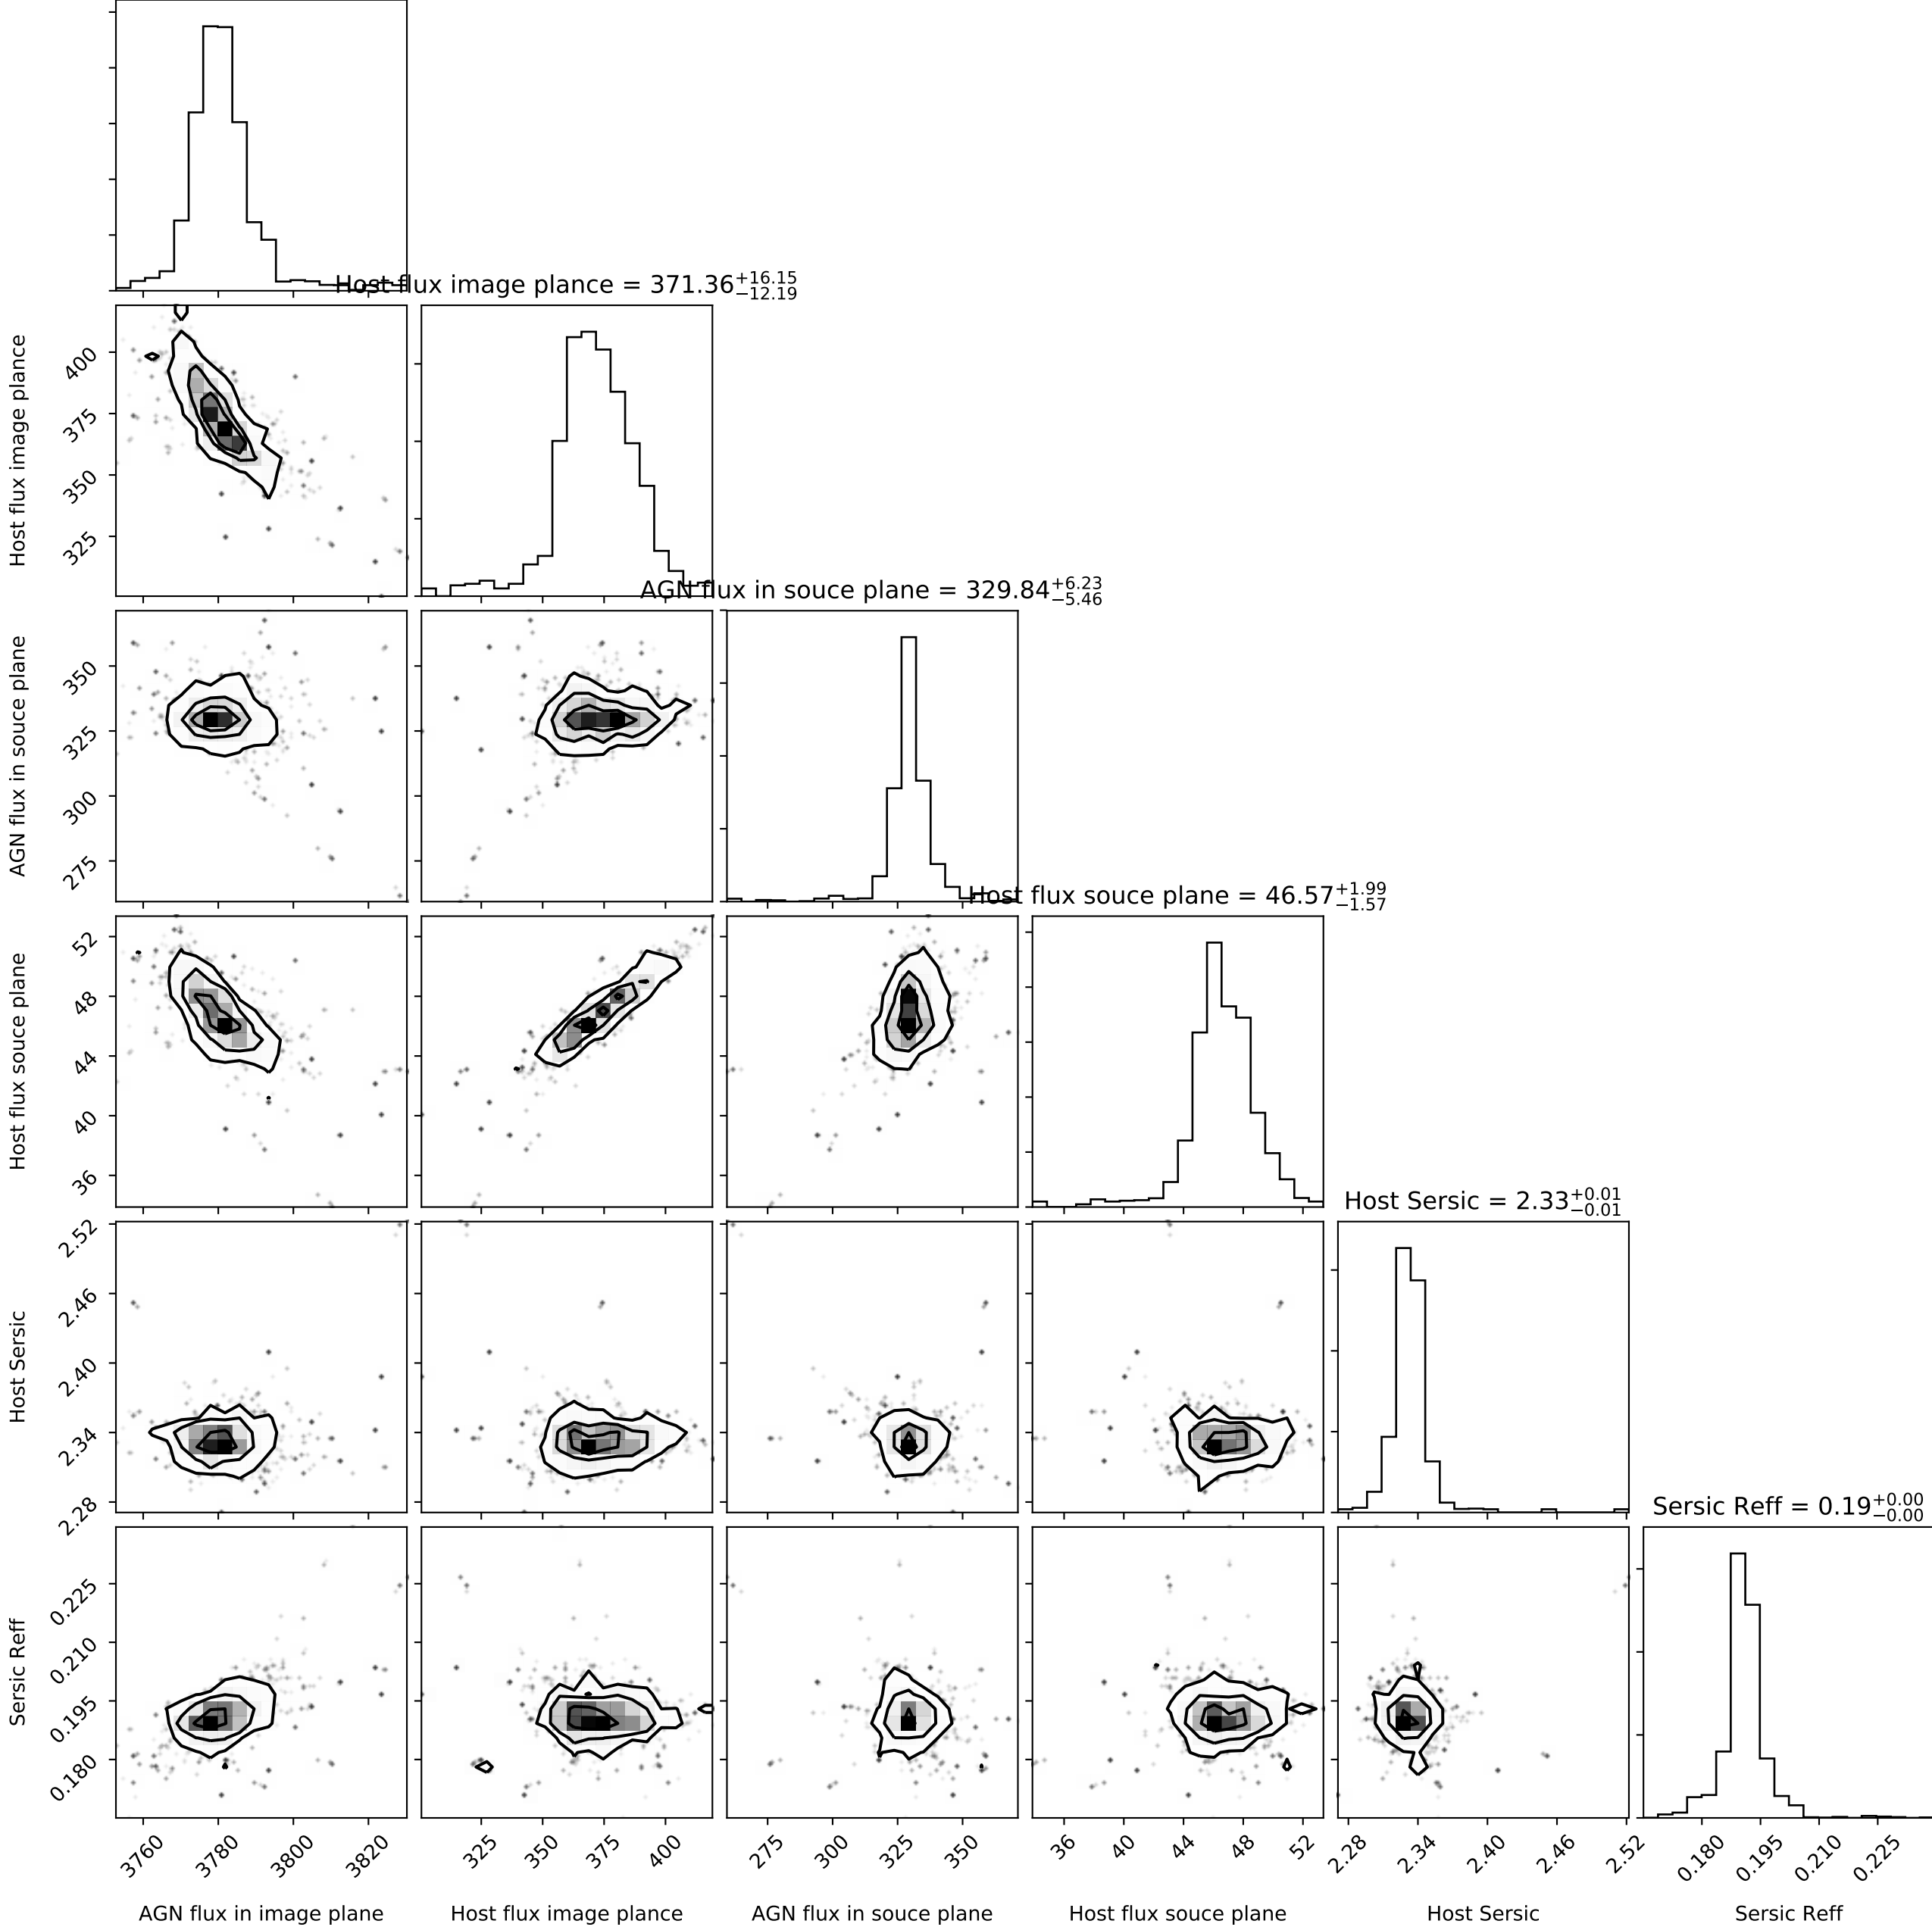 Host flux image plance = 371.36 +16.15 −12.19
Host flux image plance
400
375
350
325
AGN flux in souce plane = 329.84 +6.23 −5.46
AGN flux in souce plane
350
325
300
275
Host flux souce plane = 46.57 +1.99 −1.57
Host flux souce plane
52
48
44
40
36
Host Sersic = 2.33 +0.01 −0.01
Host Sersic
2.52
2.46
2.40
2.34
2.28
Sersic Reff = 0.19 +0.00 −0.00
Sersic Reff
0.225
0.210
0.195
0.180
3760 3780 3800 3820 325 350 375 400 275 300 325 350 36 40 44 48 52 2.28 2.34 2.40 2.46 2.52 0.180 0.195 0.210 0.225
AGN flux in image plane Host flux image plance AGN flux in souce plane Host flux souce plane Host Sersic Sersic Reff